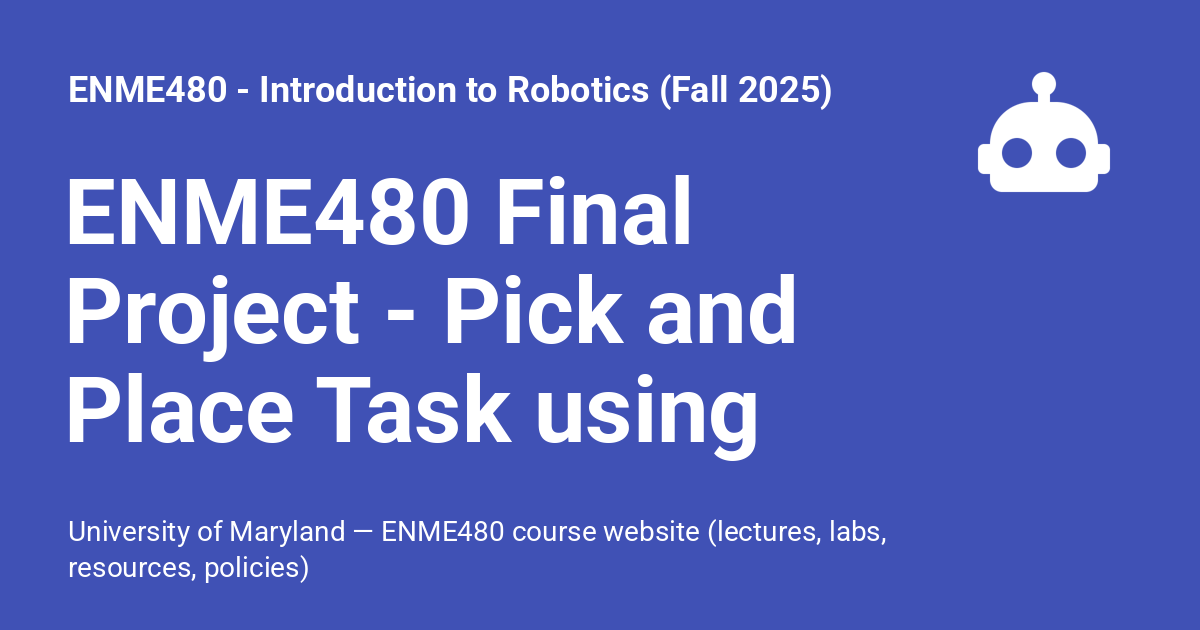 ENME480 - Introduction to Robotics (Fall 2025)
ENME480 Final
Project - Pick and
Place Task using
University of Maryland — ENME480 course website (lectures, labs,
resources, policies)